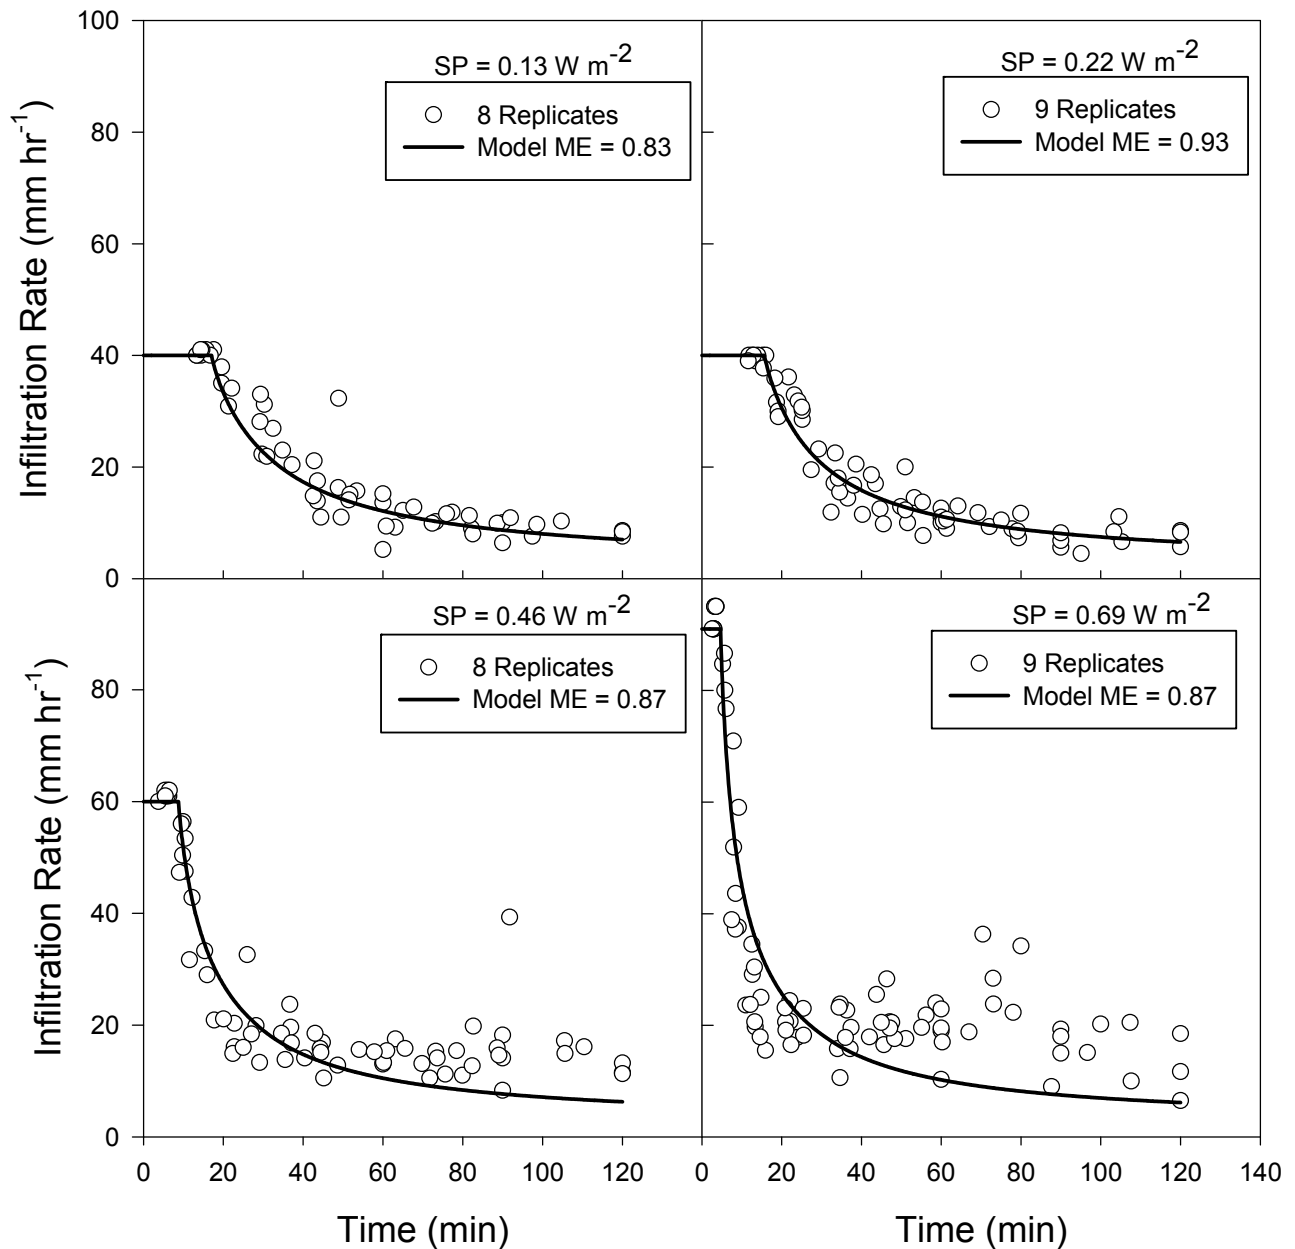 100
80
60
40
20
0
Infiltration Rate (mm hr-1)
SP = 0.13 W m-2
8 Replicates
Model ME = 0.83
SP = 0.22 W m-2
9 Replicates
Model ME = 0.93
80
60
40
20
0
Infiltration Rate (mm hr-1)
SP = 0.46 W m-2
8 Replicates
Model ME = 0.87
SP = 0.69 W m-2
9 Replicates
Model ME = 0.87
0 20 40 60 80 100 120
0 20 40 60 80 100 120 140
Time (min)
Time (min)